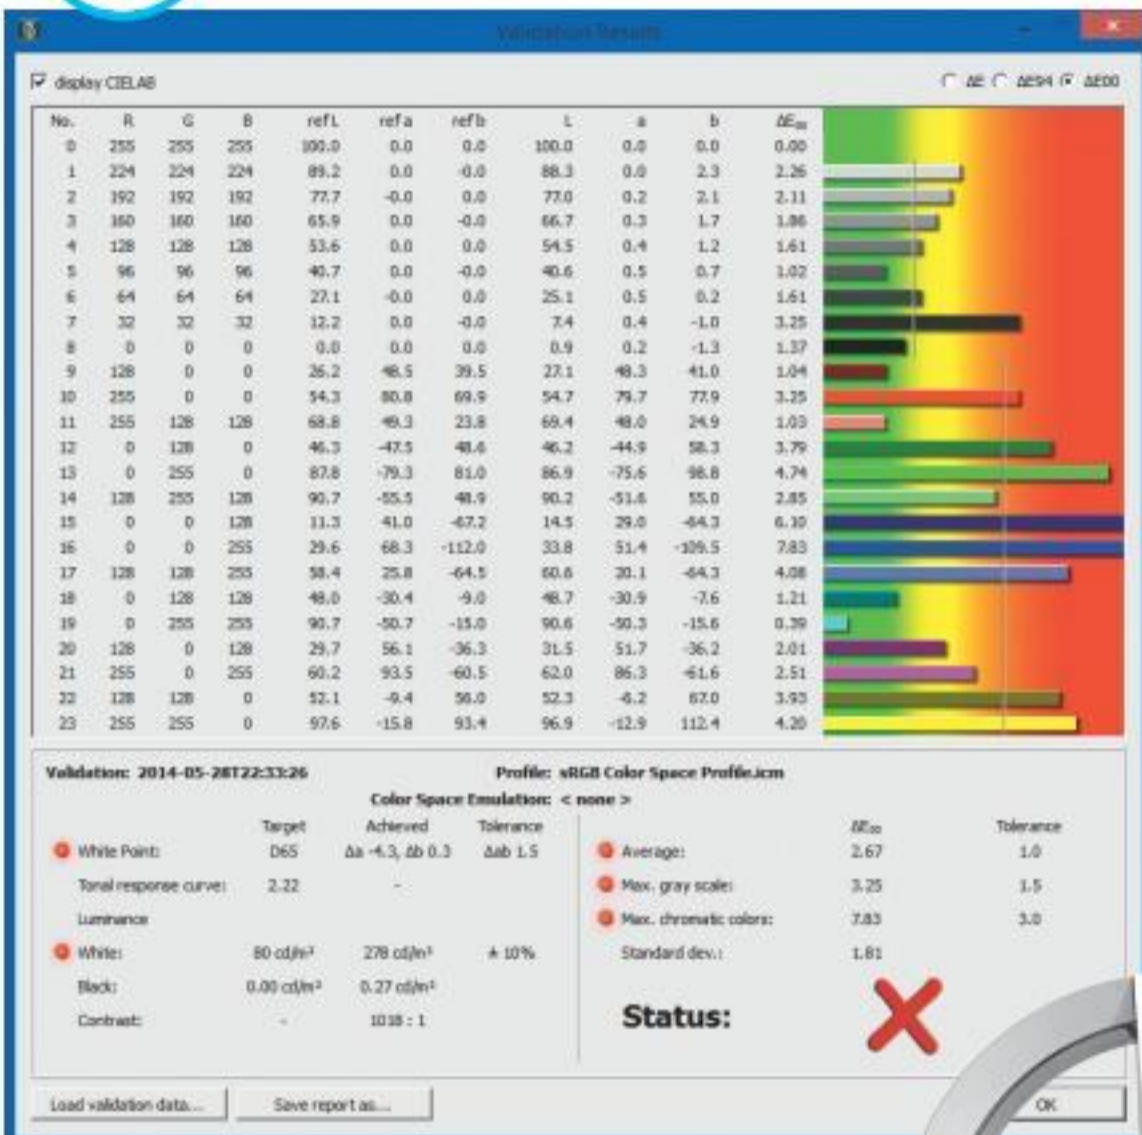 Validation Results
display CIELAB ΔE ΔE94 ΔE00
No. R G B ref L ref a ref b L a b ΔE₀₀
0 255 255 255 100.0 0.0 0.0 100.0 0.0 0.0 0.00
1 224 224 224 89.2 0.0 -0.0 88.3 0.0 2.3 2.26
2 192 192 192 77.7 -0.0 0.0 77.0 0.2 2.1 2.11
3 160 160 160 65.9 0.0 -0.0 66.7 0.3 1.7 1.86
4 128 128 128 53.6 0.0 0.0 54.5 0.4 1.2 1.61
5 96 96 96 40.7 0.0 -0.0 40.6 0.5 0.7 1.02
6 64 64 64 27.1 -0.0 0.0 25.1 0.5 0.2 1.61
7 32 32 32 12.2 0.0 -0.0 7.4 0.4 -1.0 3.25
8 0 0 0 0.0 0.0 0.0 0.9 0.2 -1.3 1.37
9 128 0 0 26.2 48.5 39.5 27.1 48.3 41.0 1.04
10 255 0 0 54.3 80.8 69.9 54.7 79.7 77.9 3.25
11 255 128 128 68.8 49.3 23.8 69.4 48.0 24.9 1.03
12 0 128 0 46.3 -47.5 48.6 46.2 -44.9 58.3 3.79
13 0 255 0 87.8 -79.3 81.0 86.9 -75.6 98.8 4.74
14 128 255 128 90.7 -55.5 48.9 90.2 -51.6 55.0 2.85
15 0 0 128 11.3 41.0 -67.2 14.5 29.0 -64.3 6.10
16 0 0 255 29.6 68.3 -112.0 33.8 51.4 -109.5 7.83
17 128 128 255 58.4 25.8 -64.5 60.6 20.1 -64.3 4.08
18 0 128 128 48.0 -30.4 -9.0 48.7 -30.9 -7.6 1.21
19 0 255 255 90.7 -50.7 -15.0 90.6 -50.3 -15.6 0.39
20 128 0 128 29.7 56.1 -36.3 31.5 51.7 -36.2 2.01
21 255 0 255 60.2 93.5 -60.5 62.0 86.3 -61.6 2.51
22 128 128 0 52.1 -9.4 56.0 52.3 -6.2 67.0 3.93
23 255 255 0 97.6 -15.8 93.4 96.9 -12.9 112.4 4.20
Validation: 2014-05-28T22:33:26 Profile: sRGB Color Space Profile.icm
Color Space Emulation: < none >
Target Achieved Tolerance ΔE₀₀ Tolerance
White Point: D65 Δa -4.3, Δb 0.3 Δab 1.5 Average: 2.67 1.0
Tonal response curve: 2.22 - Max. gray scale: 3.25 1.5
Luminance Max. chromatic colors: 7.83 3.0
White: 80 cd/m² 278 cd/m² ± 10% Standard dev.: 1.81
Black: 0.00 cd/m² 0.27 cd/m²
Contrast: - 1018 : 1 Status:
Load validation data... Save report as... OK